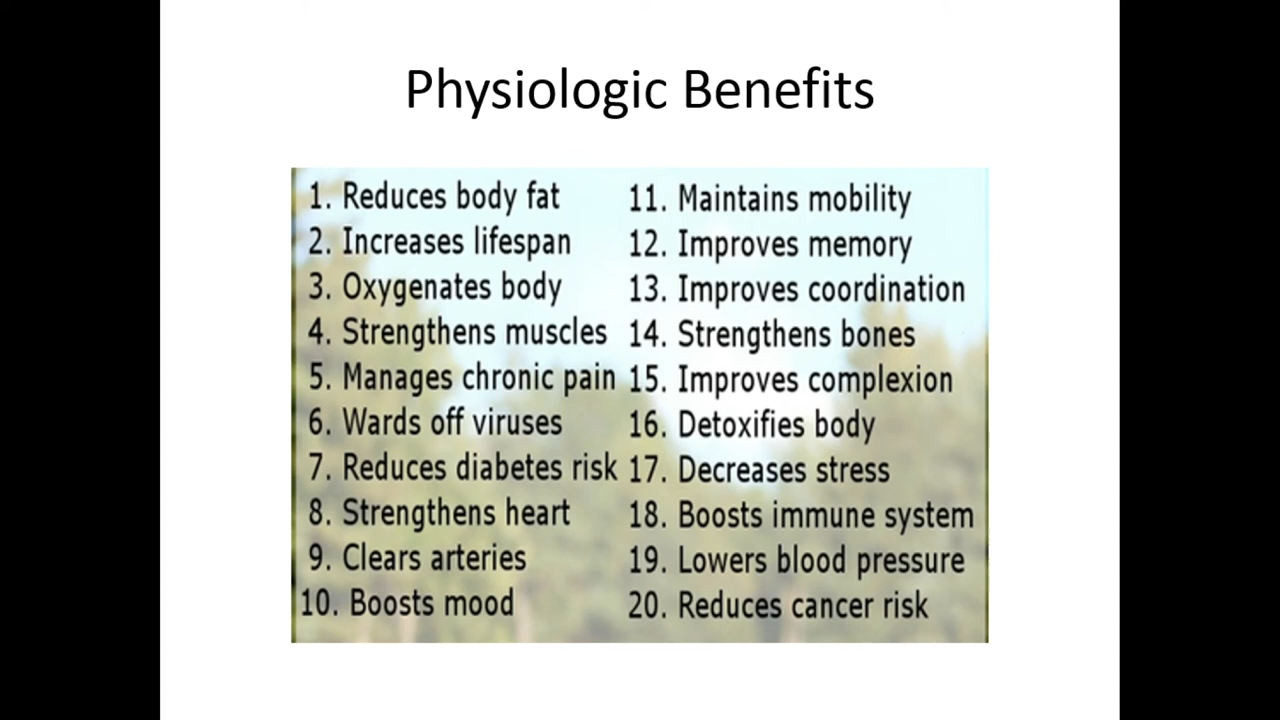 Physiologic Benefits
1. Reduces body fat
2. Increases lifespan
3. Oxygenates body
4. Strengthens muscles
5. Manages chronic pain
6. Wards off viruses
7. Reduces diabetes risk
8. Strengthens heart
9. Clears arteries
10. Boosts mood
11. Maintains mobility
12. Improves memory
13. Improves coordination
14. Strengthens bones
15. Improves complexion
16. Detoxifies body
17. Decreases stress
18. Boosts immune system
19. Lowers blood pressure
20. Reduces cancer risk